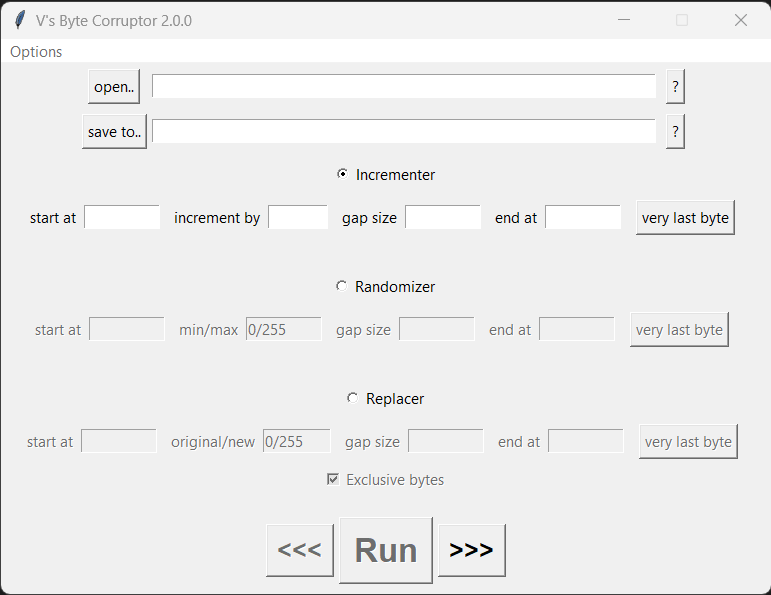 V's Byte Corruptor 2.0.0
Options
open.. ?
save to.. ?
Incrementer
start at increment by gap size end at very last byte
Randomizer
start at min/max 0/255 gap size end at very last byte
Replacer
start at original/new 0/255 gap size end at very last byte
Exclusive bytes
<<< Run >>>